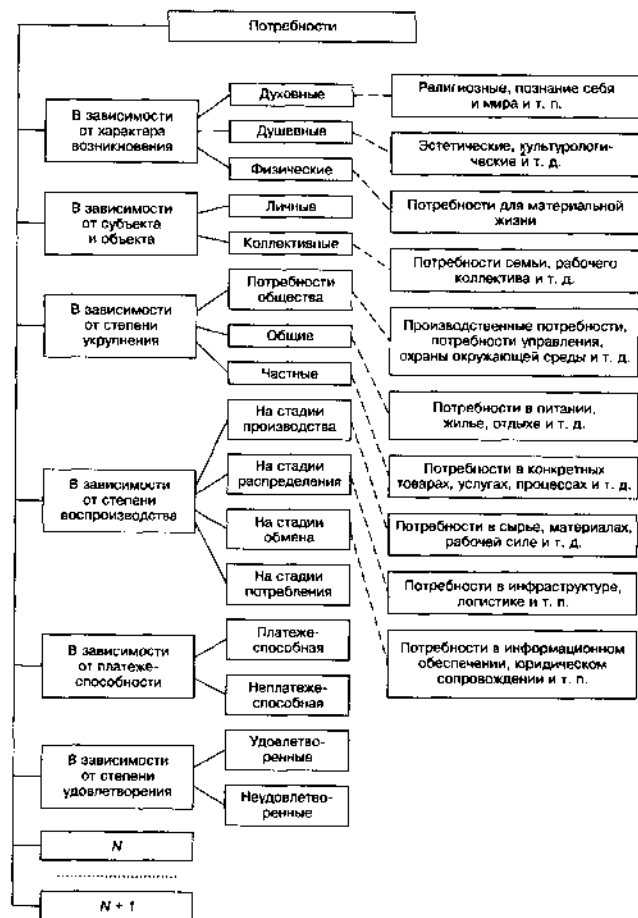 Потребности
В зависимости
от характера
возникновения
Духовные
Душевные
Физические
Религиозные, познание себя
и мира и т. п.
Эстетические, культурологи-
ческие и т. д.
Потребности для материальной
жизни
В зависимости
от субъекта
и объекта
Личные
Коллективные
Потребности семьи, рабочего
коллектива и т. д.
В зависимости
от степени
укрупнения
Потребности
общества
Общие
Частные
Производственные потребности,
потребности управления,
охраны окружающей среды и т. д.
Потребности в питании,
жилье, отдыхе и т. д.
Потребности в конкретных
товарах, услугах, процессах и т. д.
В зависимости
от степени
воспроизводства
На стадии
производства
На стадии
распределения
На стадии
обмена
На стадии
потребления
Потребности в сырье, материалах,
рабочей силе и т. д.
Потребности в инфраструктуре,
логистике и т. п.
Потребности в информационном
обеспечении, юридическом
сопровождении и т. п.
В зависимости
от платеже-
способности
Платеже-
способная
Неплатеже-
способная
В зависимости
от степени
удовлетворения
Удовлетво-
ренные
Неудовлетво-
ренные
N
N + 1